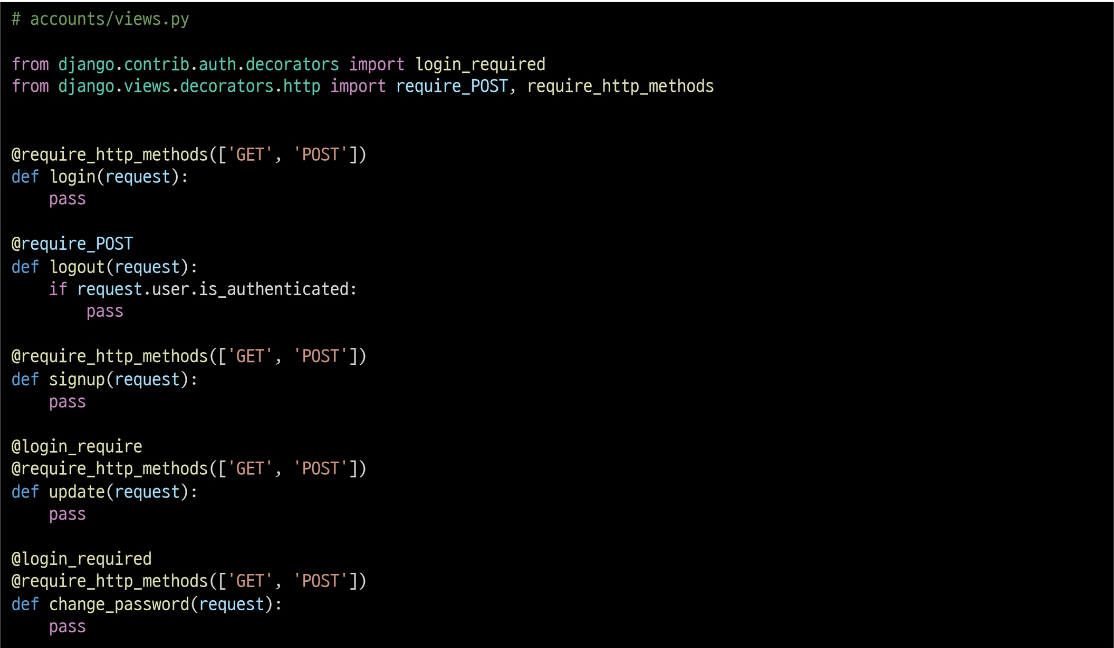 # accounts/views.py
from django.contrib.auth.decorators import login_required
from django.views.decorators.http import require_POST, require_http_methods
@require_http_methods(['GET', 'POST'])
def login(request):
    pass
@require_POST
def logout(request):
    if request.user.is_authenticated:
        pass
@require_http_methods(['GET', 'POST'])
def signup(request):
    pass
@login_require
@require_http_methods(['GET', 'POST'])
def update(request):
    pass
@login_required
@require_http_methods(['GET', 'POST'])
def change_password(request):
    pass